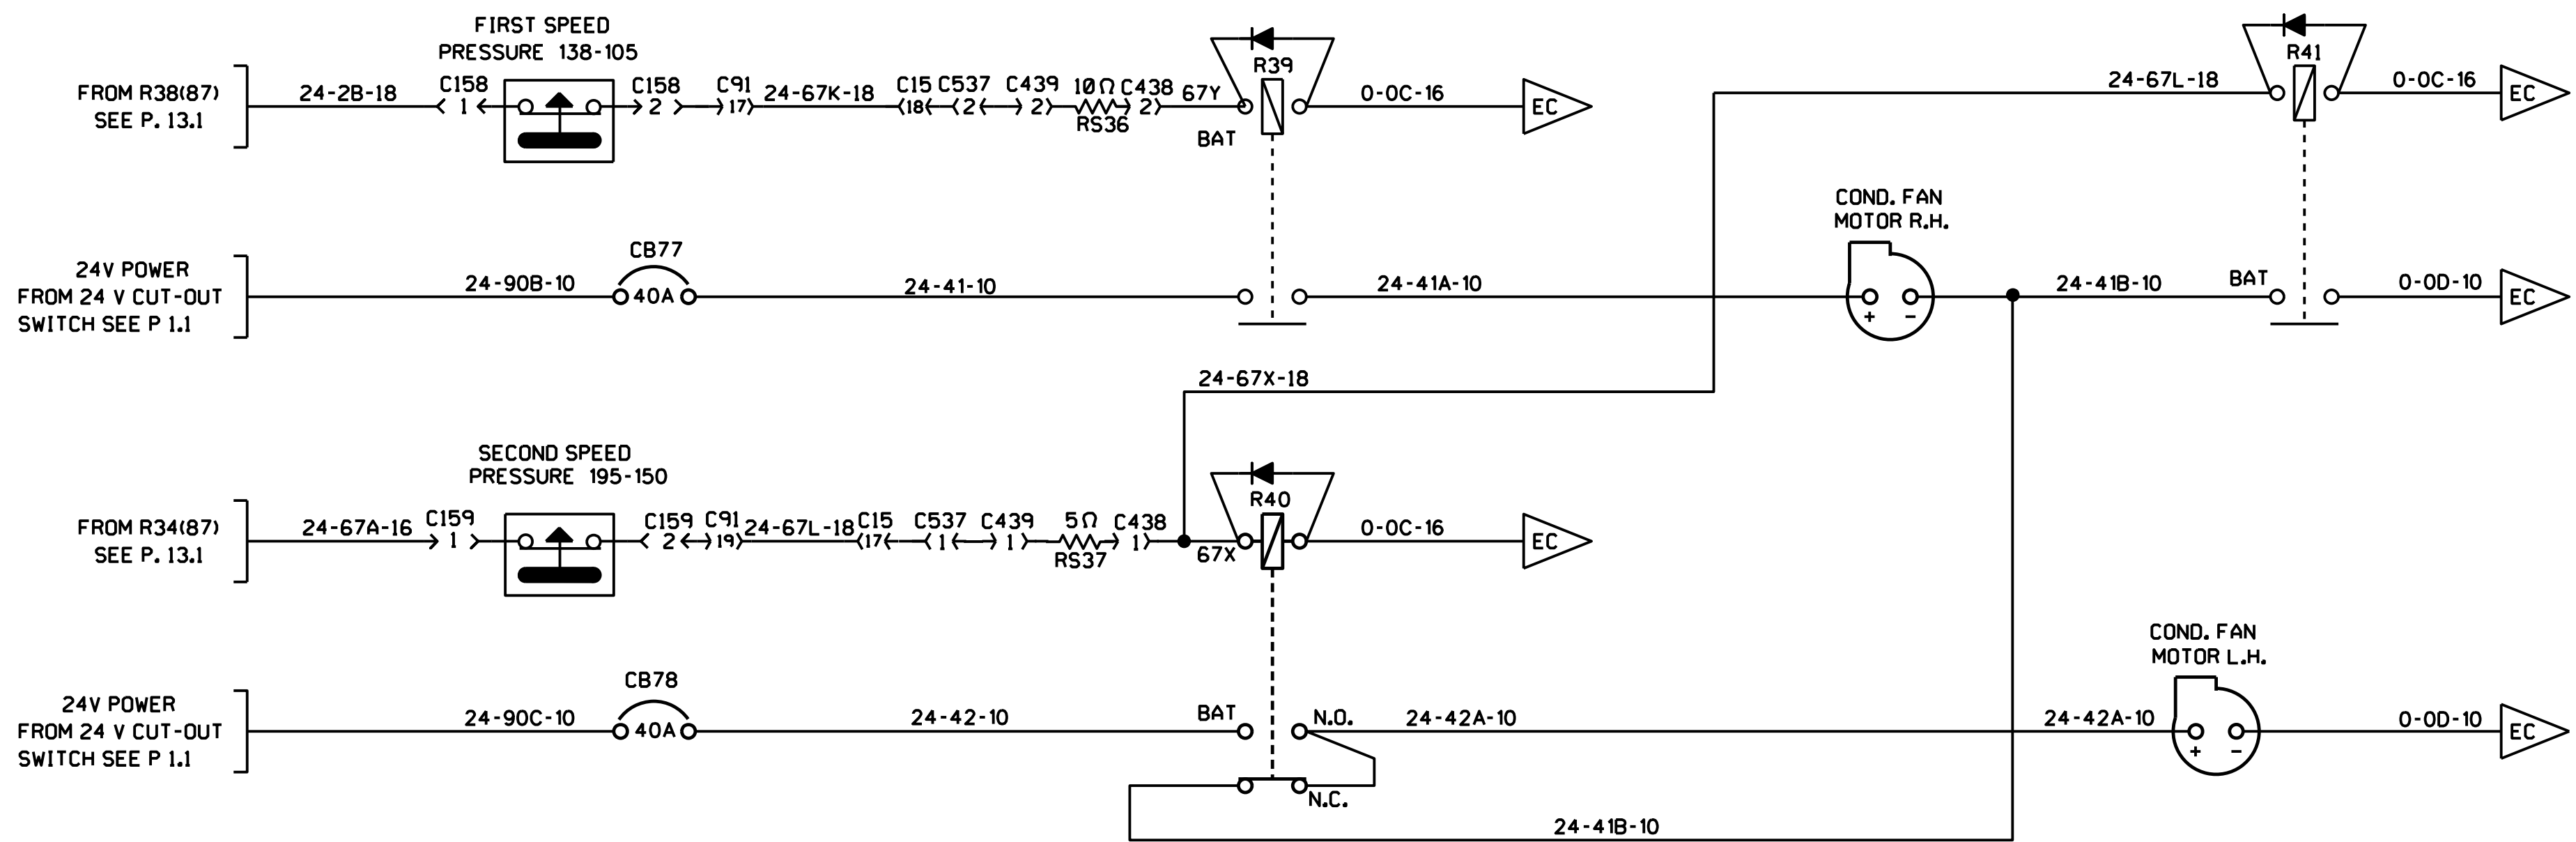 FIRST SPEED
PRESSURE 138-105
FROM R38(87)
SEE P. 13.1
24-2B-18
C158
1
C158
2
C91
17
24-67K-18
C15
18
C537
2
C439
2
10Ω
RS36
C438
2
67Y
R39
BAT
0-0C-16
EC
24-67L-18
R41
0-0C-16
EC
24V POWER
FROM 24 V CUT-OUT
SWITCH SEE P 1.1
24-90B-10
CB77
40A
24-41-10
24-41A-10
COND. FAN
MOTOR R.H.
+ -
24-41B-10
BAT
0-0D-10
EC
24-67X-18
SECOND SPEED
PRESSURE 195-150
FROM R34(87)
SEE P. 13.1
24-67A-16
C159
1
C159
2
C91
19
24-67L-18
C15
17
C537
1
C439
1
5Ω
RS37
C438
1
67X
R40
0-0C-16
EC
24V POWER
FROM 24 V CUT-OUT
SWITCH SEE P 1.1
24-90C-10
CB78
40A
24-42-10
BAT
N.O.
24-42A-10
N.C.
24-42A-10
COND. FAN
MOTOR L.H.
+ -
0-0D-10
EC
24-41B-10